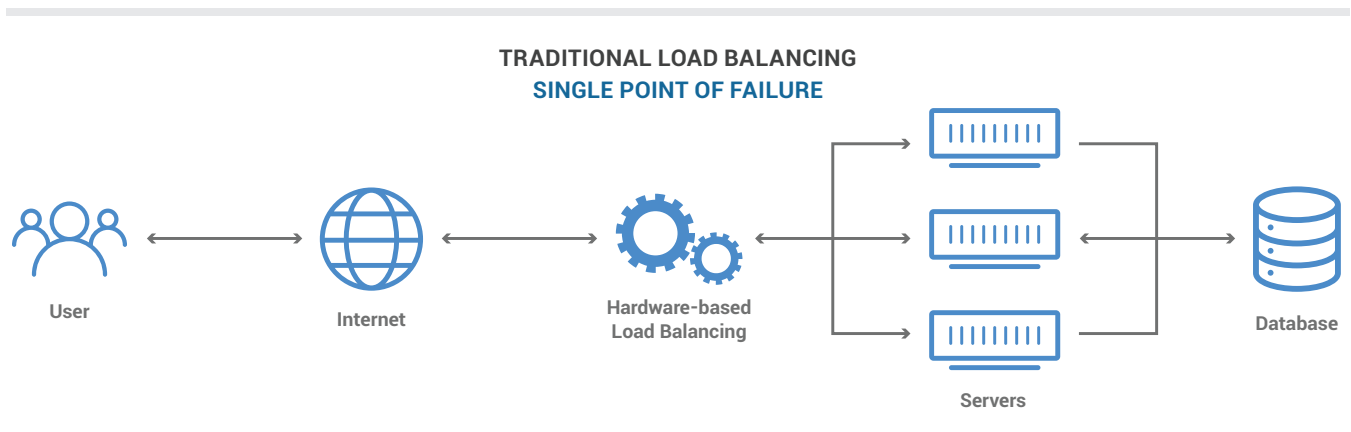 TRADITIONAL LOAD BALANCING
SINGLE POINT OF FAILURE
User
Internet
Hardware-based
Load Balancing
Servers
Database